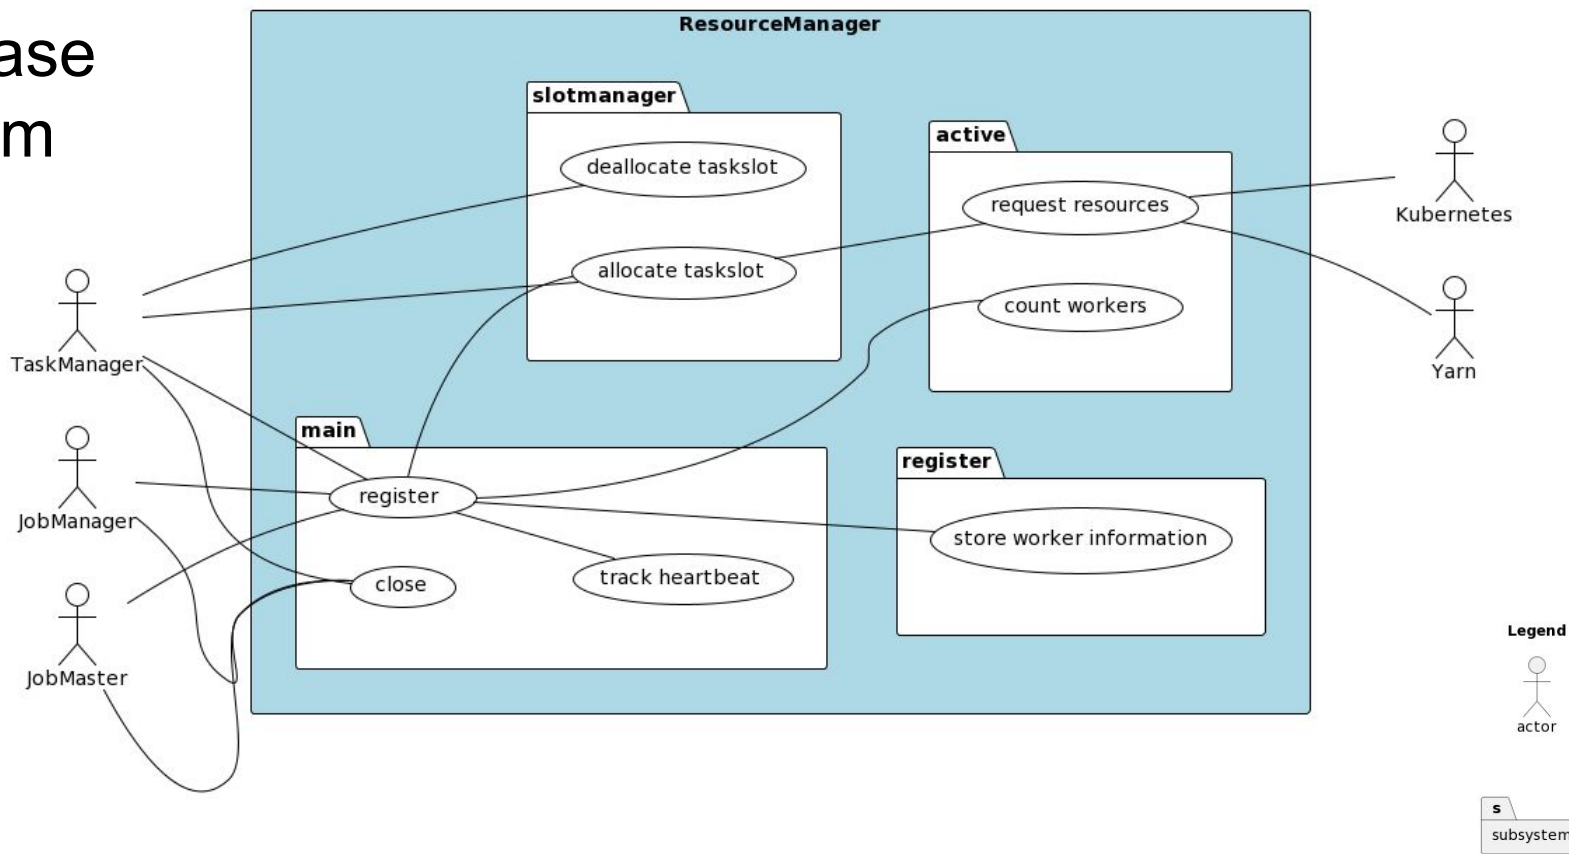 ase
m
ResourceManager
slotmanager
deallocate taskslot
allocate taskslot
active
request resources
count workers
Kubernetes
Yarn
TaskManager
JobManager
JobMaster
main
register
close
track heartbeat
register
store worker information
Legend
actor
s
subsystem